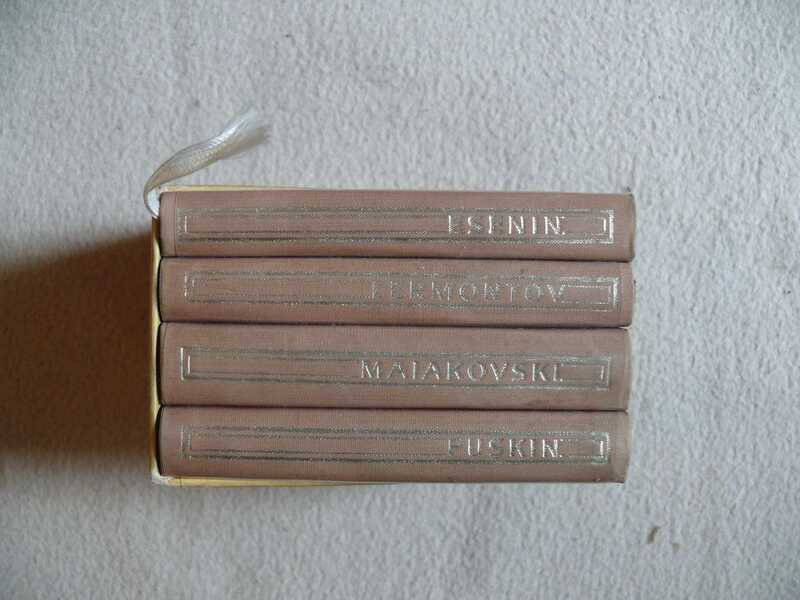 ESENIN.
LERMONTOV
MAIAKOVSKI.
PUSKIN.